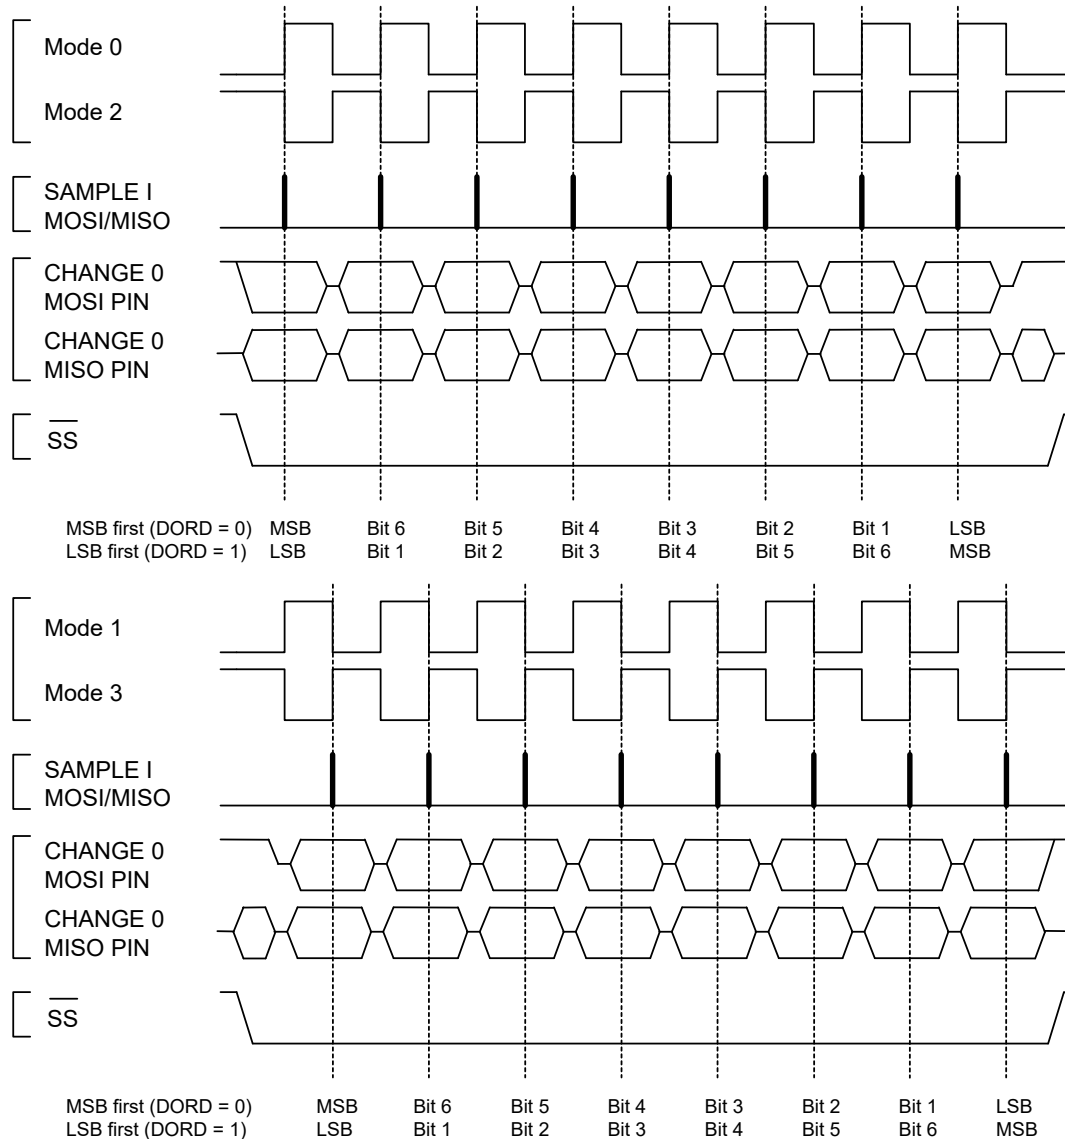 Mode 0
Mode 2
SAMPLE I
MOSI/MISO
CHANGE 0
MOSI PIN
CHANGE 0
MISO PIN
SS
MSB first (DORD = 0) MSB Bit 6 Bit 5 Bit 4 Bit 3 Bit 2 Bit 1 LSB
LSB first (DORD = 1) LSB Bit 1 Bit 2 Bit 3 Bit 4 Bit 5 Bit 6 MSB
Mode 1
Mode 3
SAMPLE I
MOSI/MISO
CHANGE 0
MOSI PIN
CHANGE 0
MISO PIN
SS
MSB first (DORD = 0) MSB Bit 6 Bit 5 Bit 4 Bit 3 Bit 2 Bit 1 LSB
LSB first (DORD = 1) LSB Bit 1 Bit 2 Bit 3 Bit 4 Bit 5 Bit 6 MSB